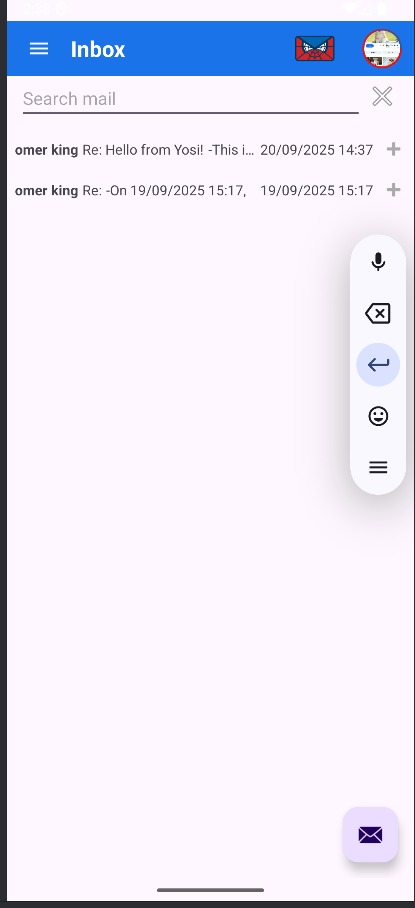 Inbox
Search mail
omer king Re: Hello from Yosi! -This i... 20/09/2025 14:37
omer king Re: -On 19/09/2025 15:17, 19/09/2025 15:17